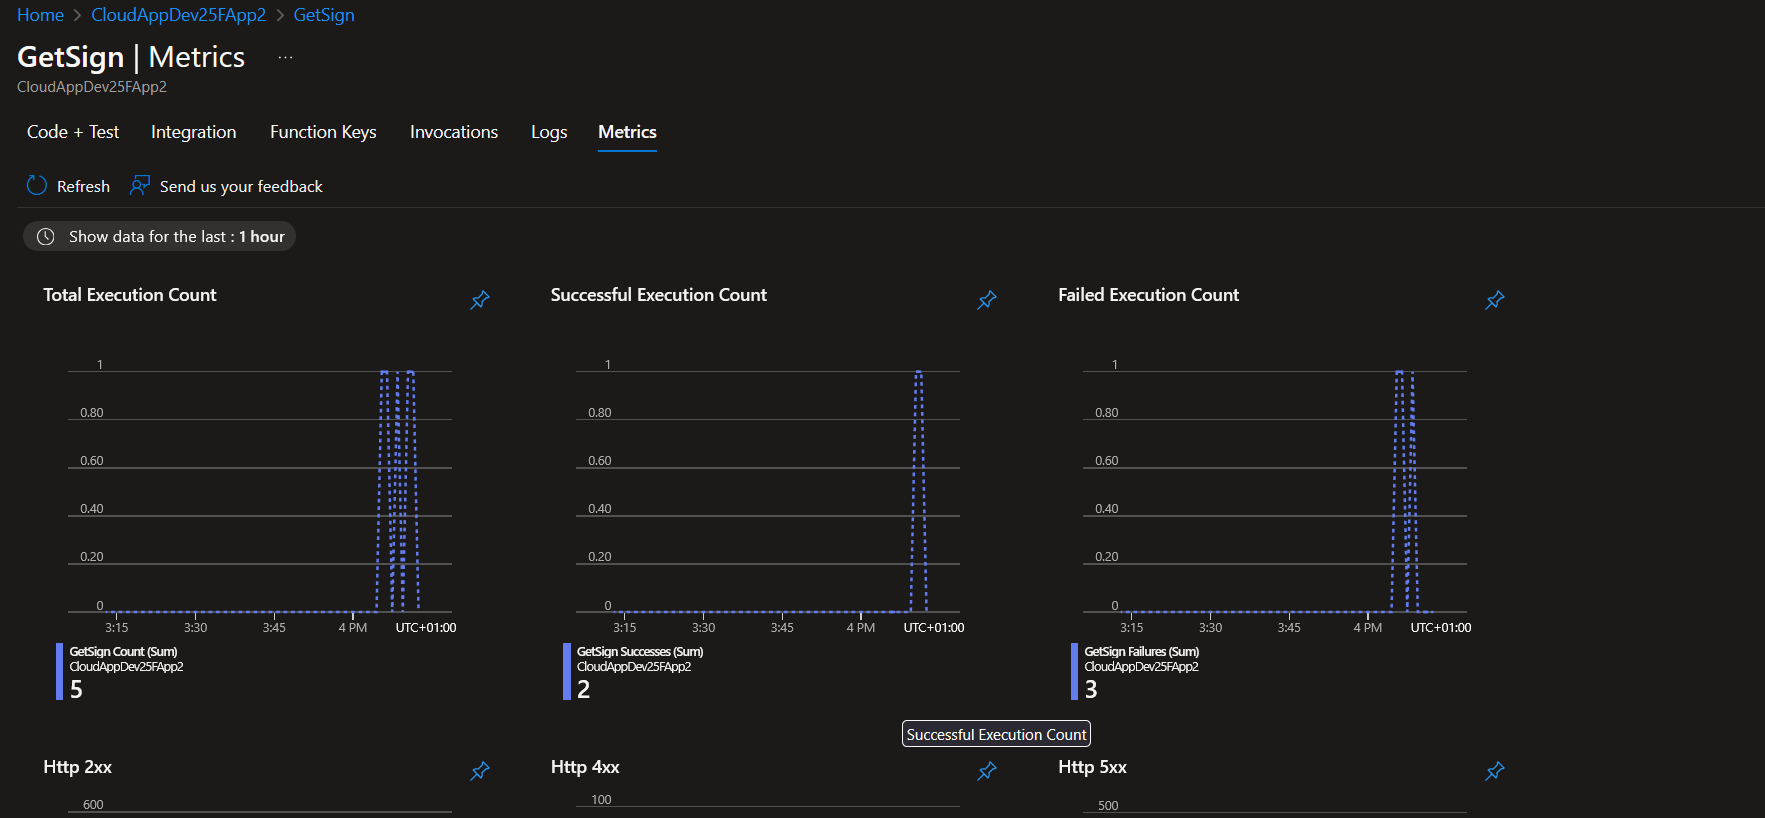 Home > CloudAppDev25FApp2 > GetSign
GetSign | Metrics ...
CloudAppDev25FApp2
Code + Test Integration Function Keys Invocations Logs Metrics
Refresh Send us your feedback
Show data for the last : 1 hour
Total Execution Count
1
0.80
0.60
0.40
0.20
0
3:15 3:30 3:45 4 PM UTC+01:00
GetSign Count (Sum)
CloudAppDev25FApp2
5
Successful Execution Count
1
0.80
0.60
0.40
0.20
0
3:15 3:30 3:45 4 PM UTC+01:00
GetSign Successes (Sum)
CloudAppDev25FApp2
2
Failed Execution Count
1
0.80
0.60
0.40
0.20
0
3:15 3:30 3:45 4 PM UTC+01:00
GetSign Failures (Sum)
CloudAppDev25FApp2
3
Successful Execution Count
Http 2xx
600
Http 4xx
100
Http 5xx
500